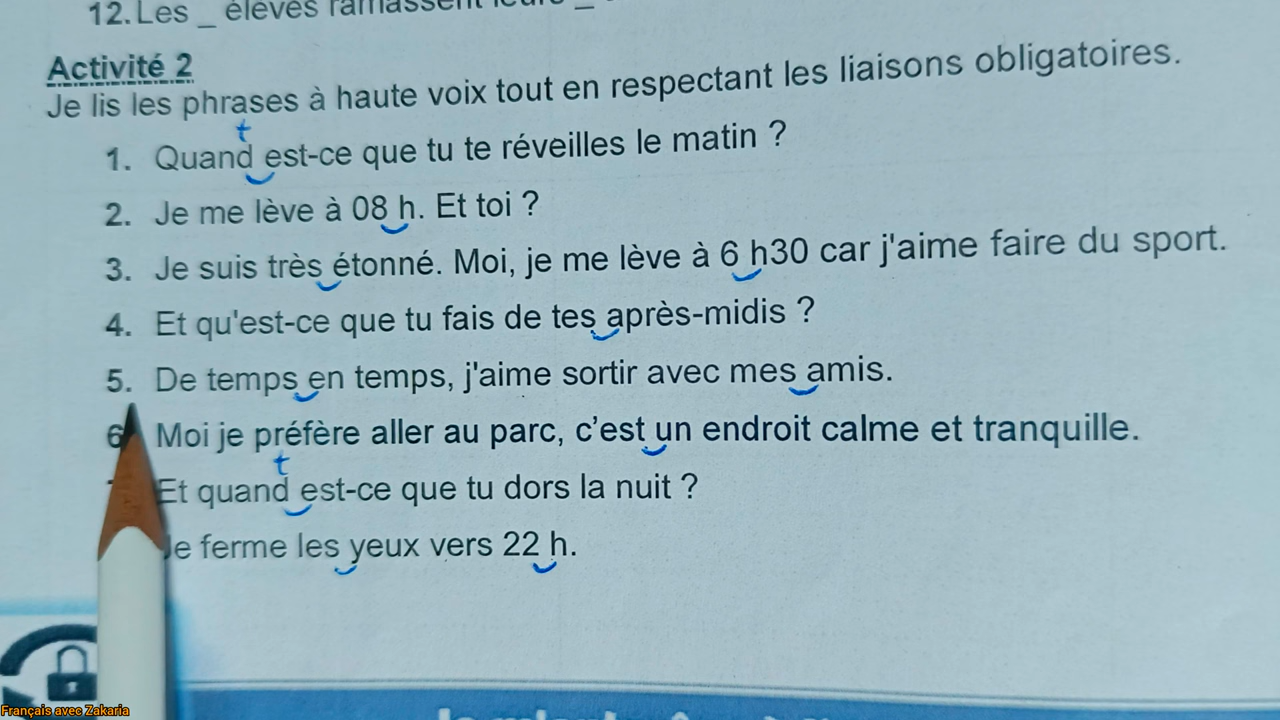 12. Les _ élèves ramassent leurs _
Activité 2
Je lis les phrases à haute voix tout en respectant les liaisons obligatoires.
t
1. Quand est-ce que tu te réveilles le matin ?
2. Je me lève à 08 h. Et toi ?
3. Je suis très étonné. Moi, je me lève à 6 h30 car j'aime faire du sport.
4. Et qu'est-ce que tu fais de tes après-midis ?
5. De temps en temps, j'aime sortir avec mes amis.
6 Moi je préfère aller au parc, c'est un endroit calme et tranquille.
t
Et quand est-ce que tu dors la nuit ?
Je ferme les yeux vers 22 h.
Français avec Zakaria